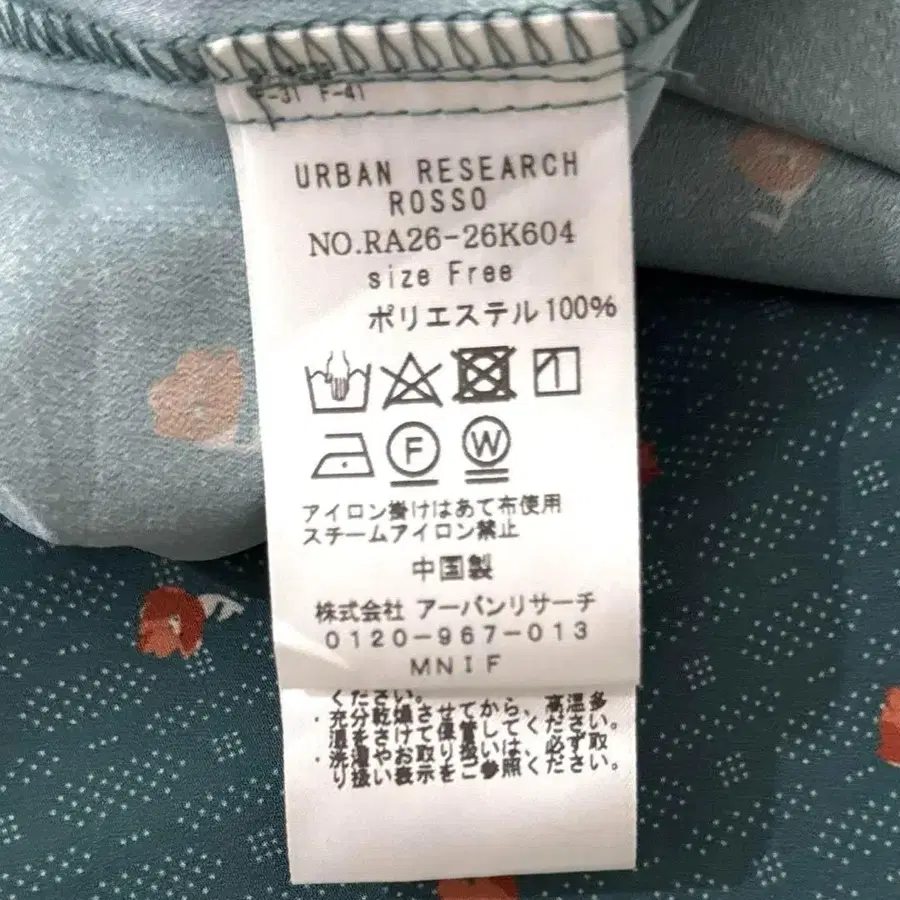 F-31 F-41
URBAN RESEARCH
ROSSO
NO.RA26-26K604
size Free
ポリエステル100%
F W
アイロン掛けはあて布使用
スチームアイロン禁止
中国製
株式会社 アーバンリサーチ
0120-967-013
MNIF
ください。
・充分乾燥させてから、高温多
湿をさけて保管してください。
・洗濯やお取り扱いは、必ず取
り扱い表示をご参照ください。